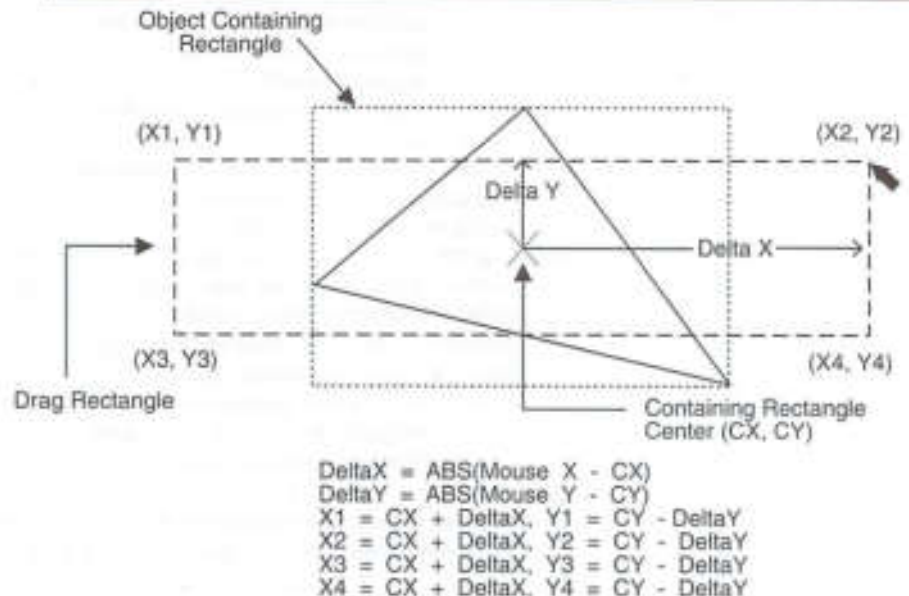 Object Containing
Rectangle
(X1, Y1)
(X2, Y2)
Delta Y
Delta X
(X3, Y3)
(X4, Y4)
Drag Rectangle
Containing Rectangle
Center (CX, CY)
DeltaX = ABS(Mouse X - CX)
DeltaY = ABS(Mouse Y - CY)
X1 = CX + DeltaX, Y1 = CY - DeltaY
X2 = CX + DeltaX, Y2 = CY - DeltaY
X3 = CX + DeltaX, Y3 = CY - DeltaY
X4 = CX + DeltaX, Y4 = CY - DeltaY